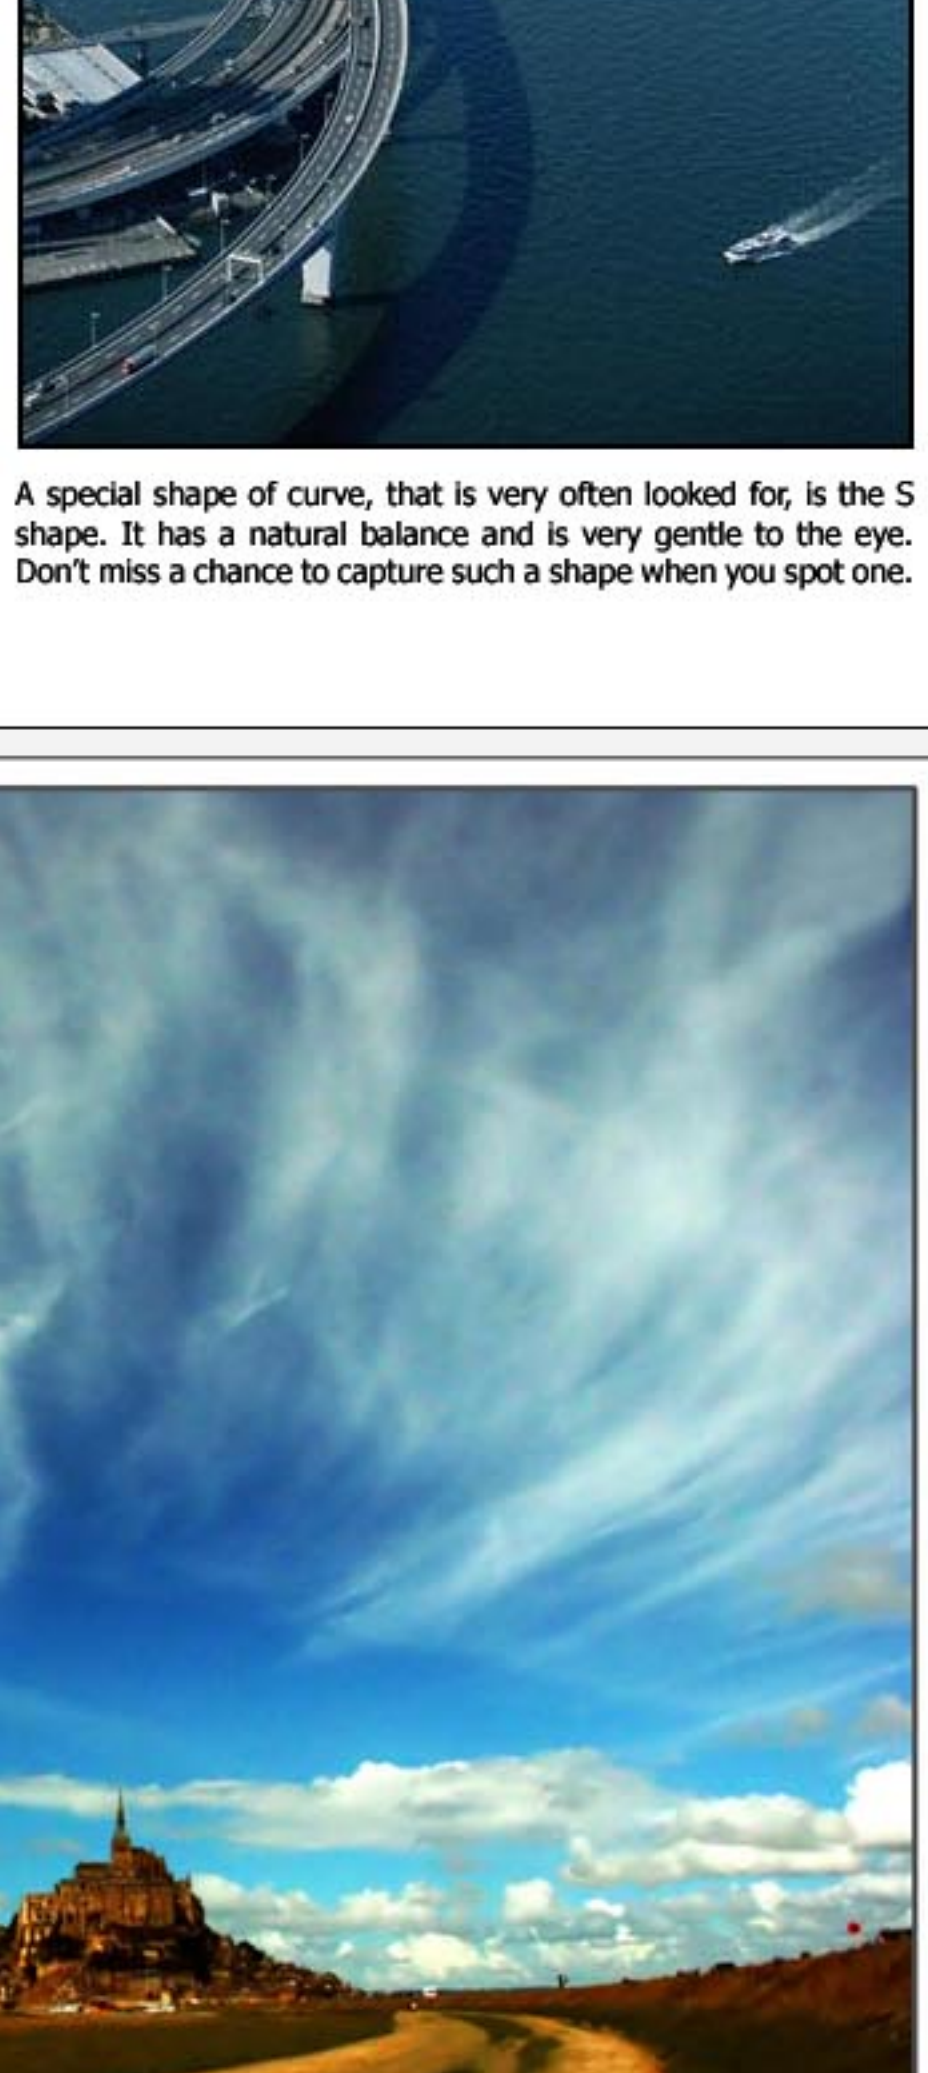 A special shape of curve, that is very often looked for, is the S
shape. It has a natural balance and is very gentle to the eye.
Don't miss a chance to capture such a shape when you spot one.